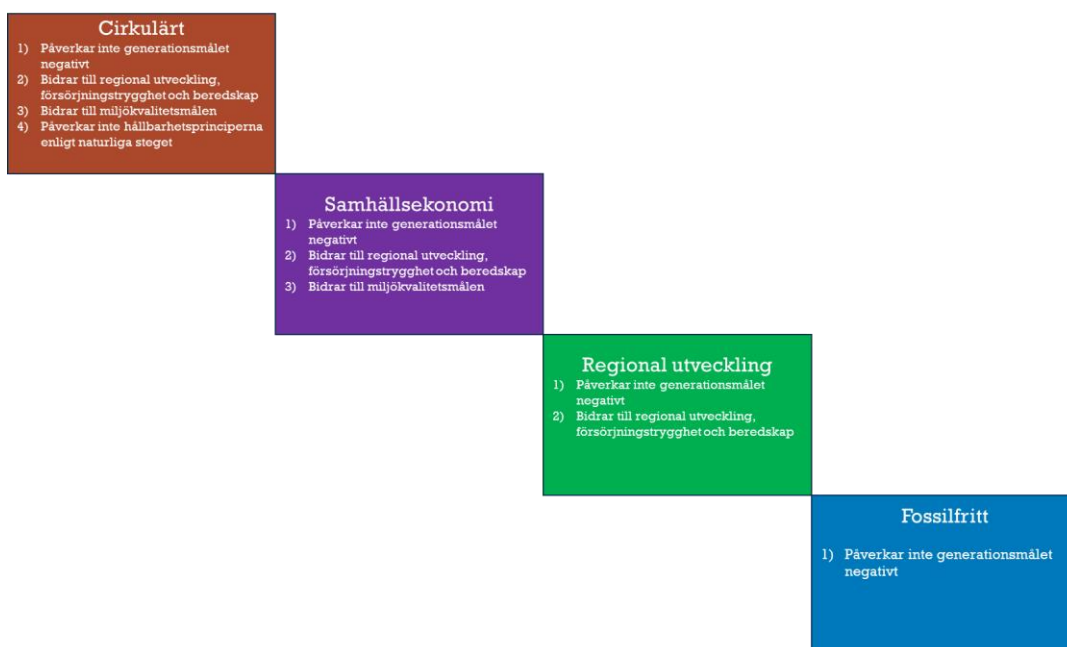 Cirkulärt
1) Påverkar inte generationsmålet
negativt
2) Bidrar till regional utveckling,
försörjningstrygghet och beredskap
3) Bidrar till miljökvalitetsmålen
4) Påverkar inte hållbarhetsprinciperna
enligt naturliga steget
Samhällsekonomi
1) Påverkar inte generationsmålet
negativt
2) Bidrar till regional utveckling,
försörjningstrygghet och beredskap
3) Bidrar till miljökvalitetsmålen
Regional utveckling
1) Påverkar inte generationsmålet
negativt
2) Bidrar till regional utveckling,
försörjningstrygghet och beredskap
Fossilfritt
1) Påverkar inte generationsmålet
negativt